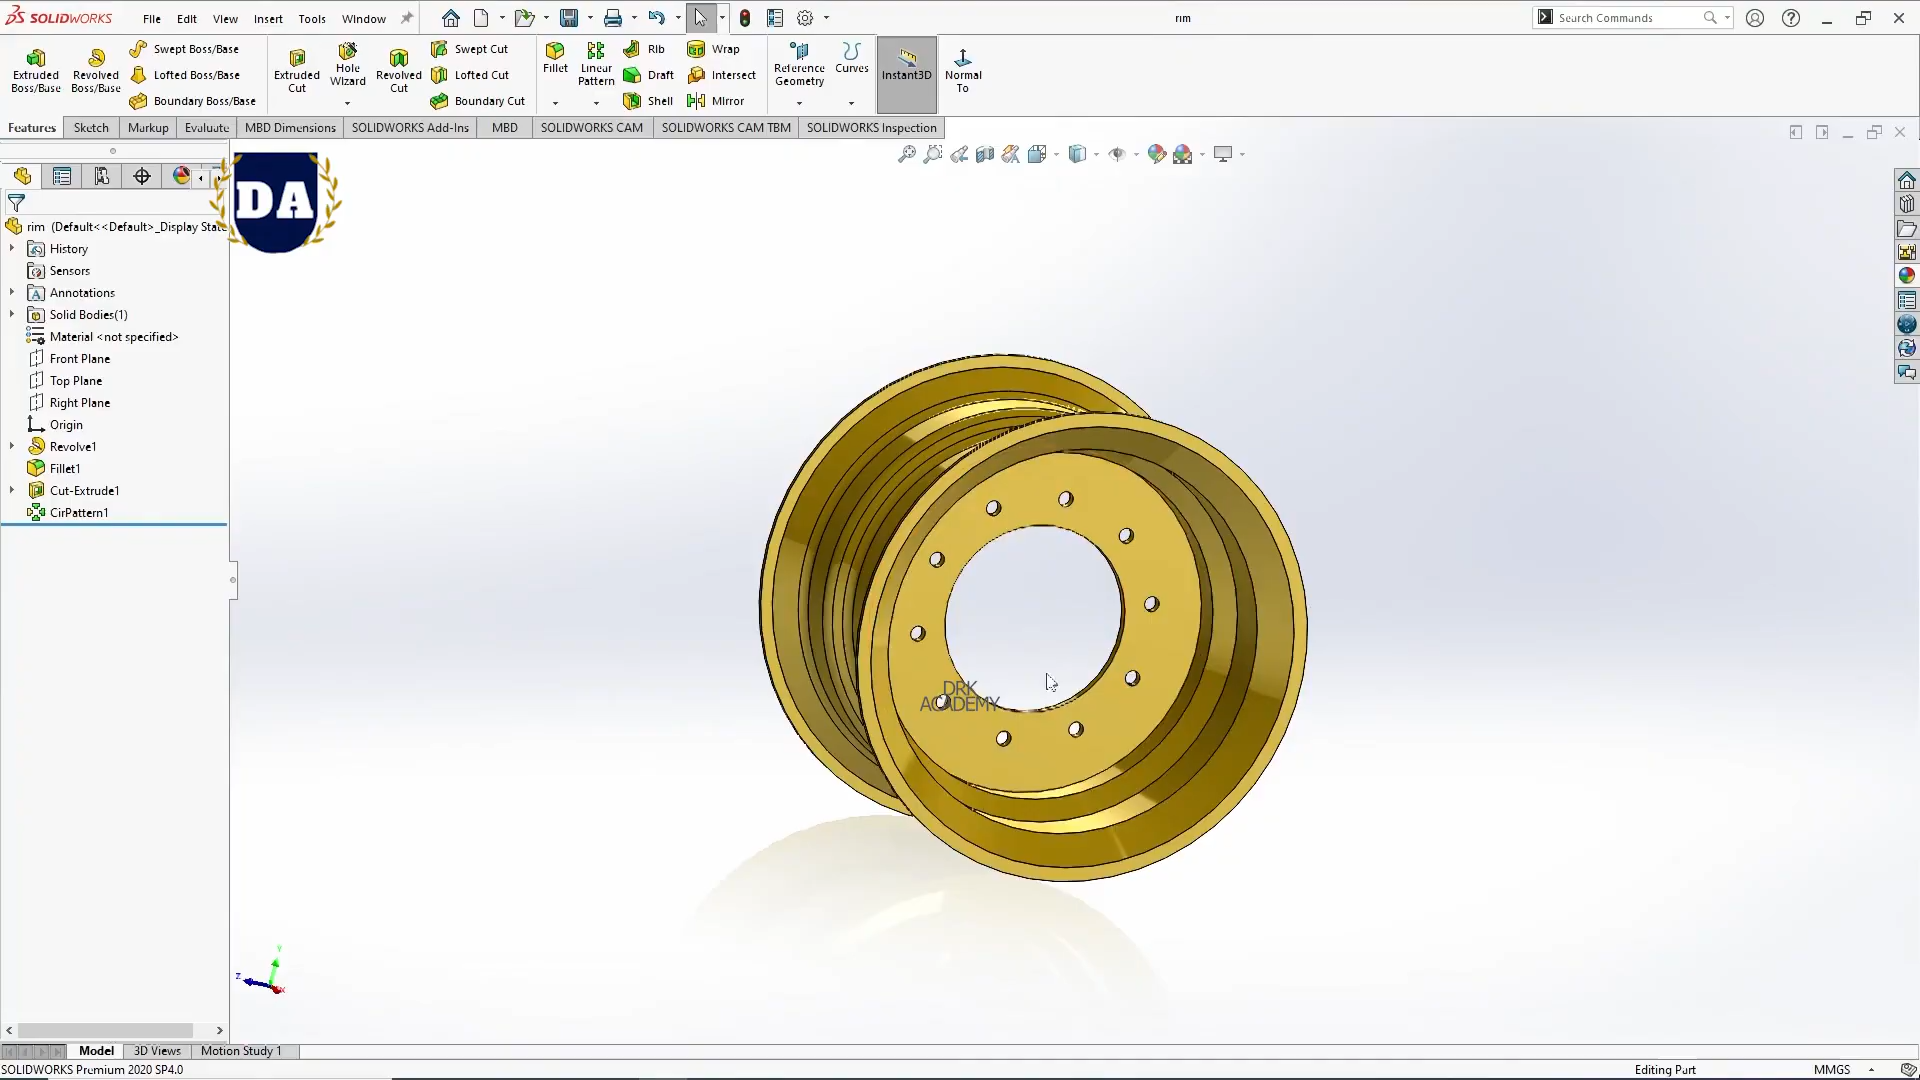 SOLIDWORKS
File Edit View Insert Tools Window
rim
Search Commands
Extruded Boss/Base
Revolved Boss/Base
Swept Boss/Base
Lofted Boss/Base
Boundary Boss/Base
Extruded Cut
Hole Wizard
Revolved Cut
Swept Cut
Lofted Cut
Boundary Cut
Fillet
Linear Pattern
Rib
Draft
Shell
Wrap
Intersect
Mirror
Reference Geometry
Curves
Instant3D
Normal To
Features Sketch Markup Evaluate MBD Dimensions SOLIDWORKS Add-Ins MBD SOLIDWORKS CAM SOLIDWORKS CAM TBM SOLIDWORKS Inspection
DA
rim (Default<<Default>_Display State
History
Sensors
Annotations
Solid Bodies(1)
Material <not specified>
Front Plane
Top Plane
Right Plane
Origin
Revolve1
Fillet1
Cut-Extrude1
CirPattern1
DRK
ACADEMY
Y
Z
X
Model 3D Views Motion Study 1
SOLIDWORKS Premium 2020 SP4.0
Editing Part
MMGS